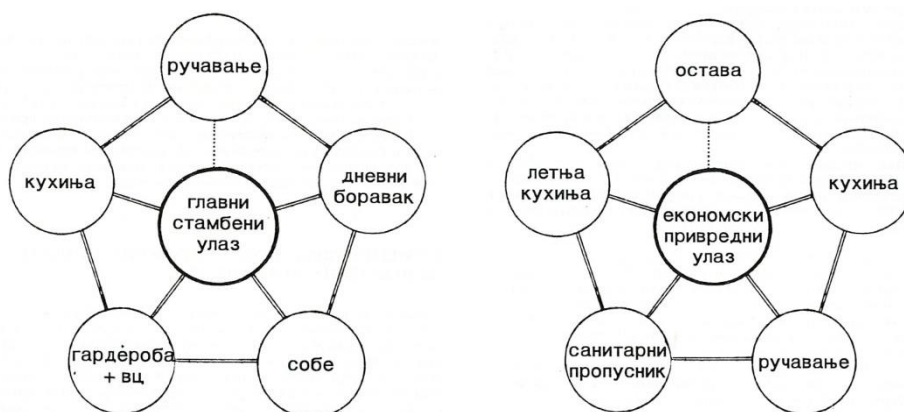 ручавање
кухиња
дневни
боравак
главни
стамбени
улаз
гардероба
+ вц
собе
остава
летња
кухиња
кухиња
економски
привредни
улаз
санитарни
пропусник
ручавање